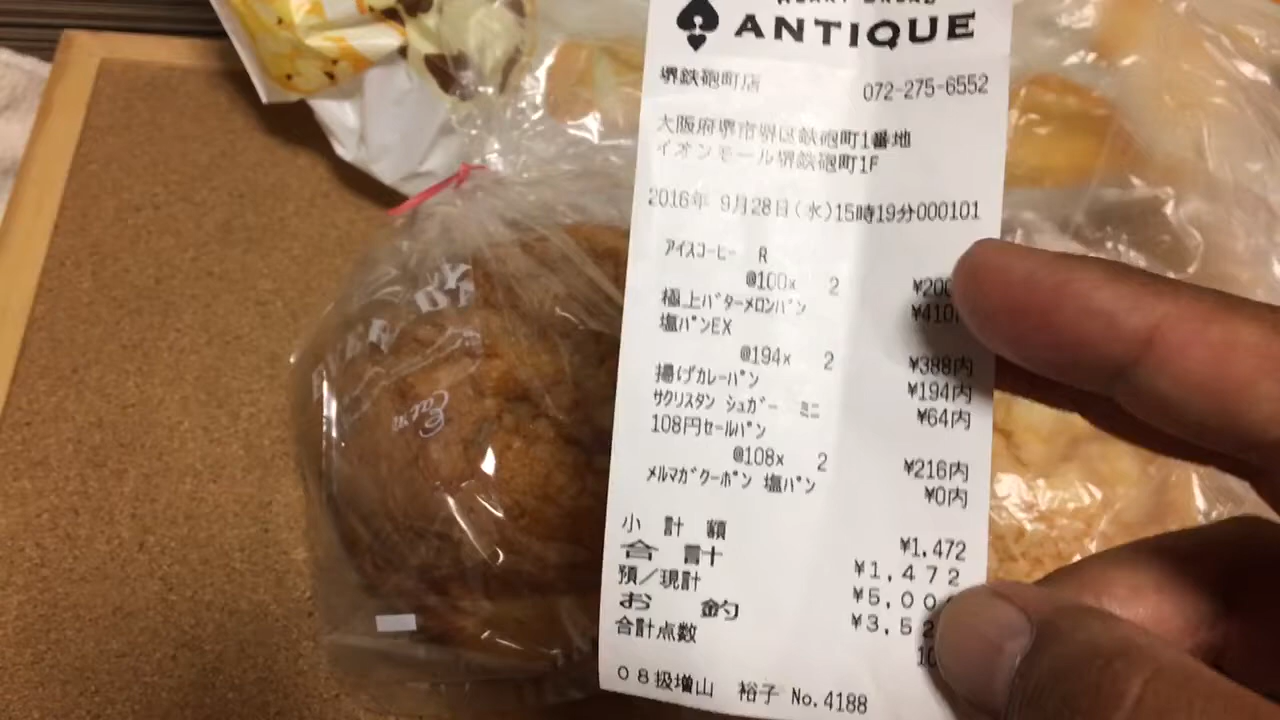 ANTIQUE
堺鉄砲町店 072-275-6552
大阪府堺市堺区鉄砲町1番地
イオンモール堺鉄砲町1F
2016年 9月28日(水)15時19分000101
アイスコーヒー R
@100x 2 ¥200
極上バターメロンパン ¥410
塩パンEX
@194x 2 ¥388内
揚げカレーパン ¥194内
サクリスタン シュガー ミニ ¥64内
108円セールパン
@108x 2 ¥216内
メルマガクーポン 塩パン ¥0内
小計額 ¥1,472
合計 ¥1,472
預/現計 ¥5,00
お釣 ¥3,52
合計点数 10
08扱増山 裕子 No.4188
Eat'n